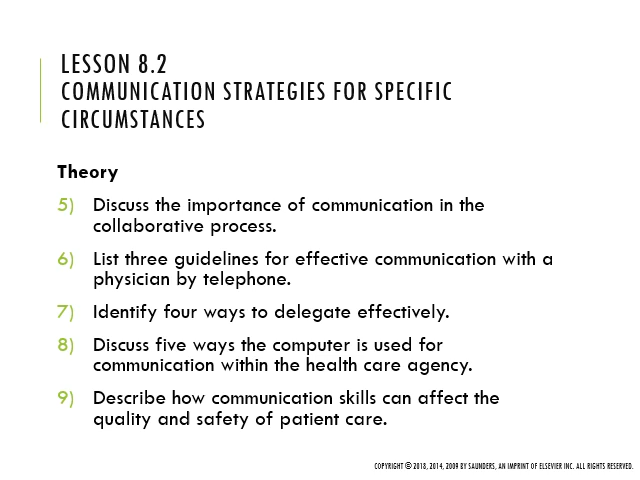 LESSON 8.2
COMMUNICATION STRATEGIES FOR SPECIFIC
CIRCUMSTANCES
Theory
5) Discuss the importance of communication in the
collaborative process.
6) List three guidelines for effective communication with a
physician by telephone.
7) Identify four ways to delegate effectively.
8) Discuss five ways the computer is used for
communication within the health care agency.
9) Describe how communication skills can affect the
quality and safety of patient care.
COPYRIGHT © 2018, 2014, 2009 BY SAUNDERS, AN IMPRINT OF ELSEVIER INC. ALL RIGHTS RESERVED.